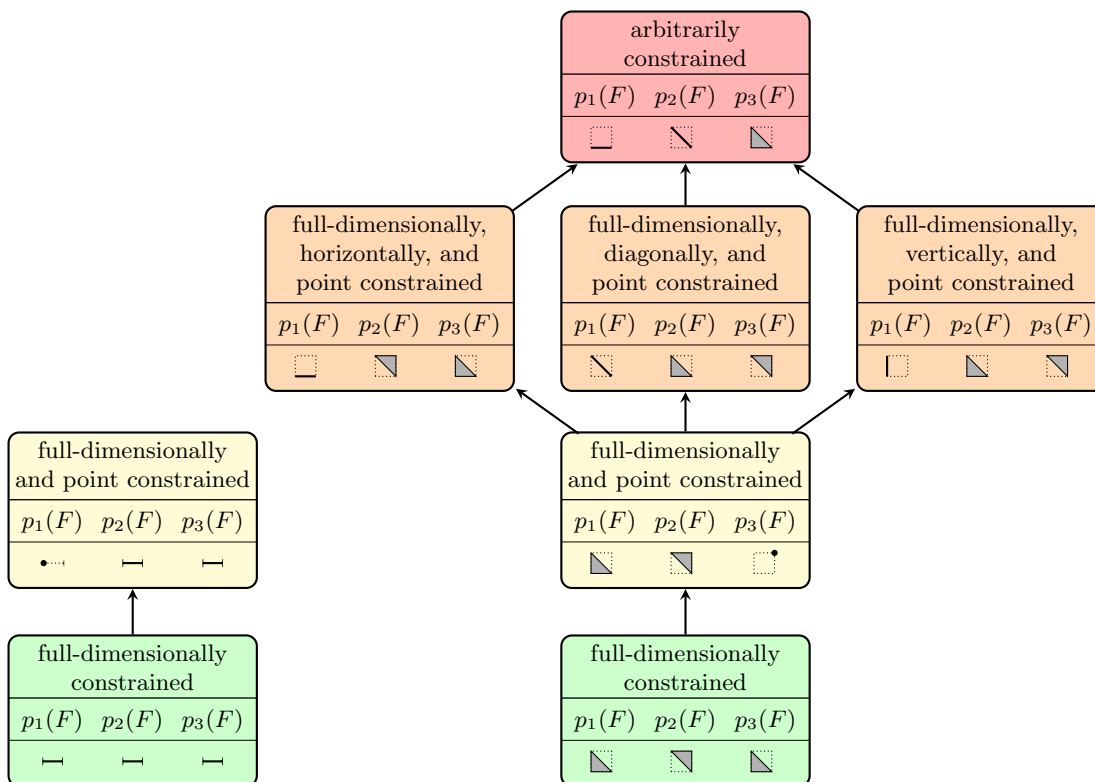 arbitrarily
constrained
p₁(F) p₂(F) p₃(F)
full-dimensionally,
horizontally, and
point constrained
p₁(F) p₂(F) p₃(F)
full-dimensionally,
diagonally, and
point constrained
p₁(F) p₂(F) p₃(F)
full-dimensionally,
vertically, and
point constrained
p₁(F) p₂(F) p₃(F)
full-dimensionally
and point constrained
p₁(F) p₂(F) p₃(F)
full-dimensionally
and point constrained
p₁(F) p₂(F) p₃(F)
full-dimensionally
constrained
p₁(F) p₂(F) p₃(F)
full-dimensionally
constrained
p₁(F) p₂(F) p₃(F)